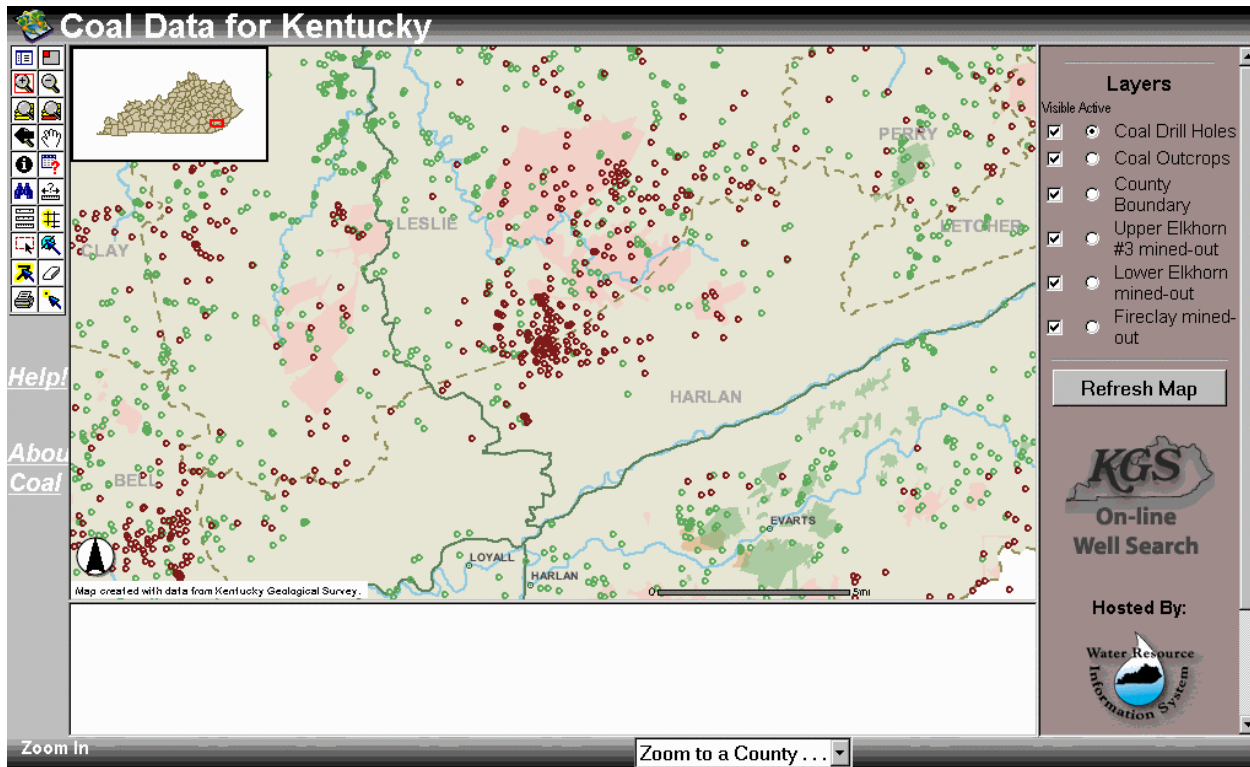 Coal Data for Kentucky
Layers
Visible Active
Coal Drill Holes
Coal Outcrops
County
Boundary
Upper Elkhorn
#3 mined-out
Lower Elkhorn
mined-out
Fireclay mined-
out
Refresh Map
KGS
On-line
Well Search
Hosted By:
Water Resource
Information System
Help!
Abou
Coal
PERRY
LESLIE
LETCHER
CLAY
HARLAN
BELL
EVARTS
LOYALL
HARLAN
Map created with data from Kentucky Geological Survey.
0 5mi
Zoom In
Zoom to a County . . .